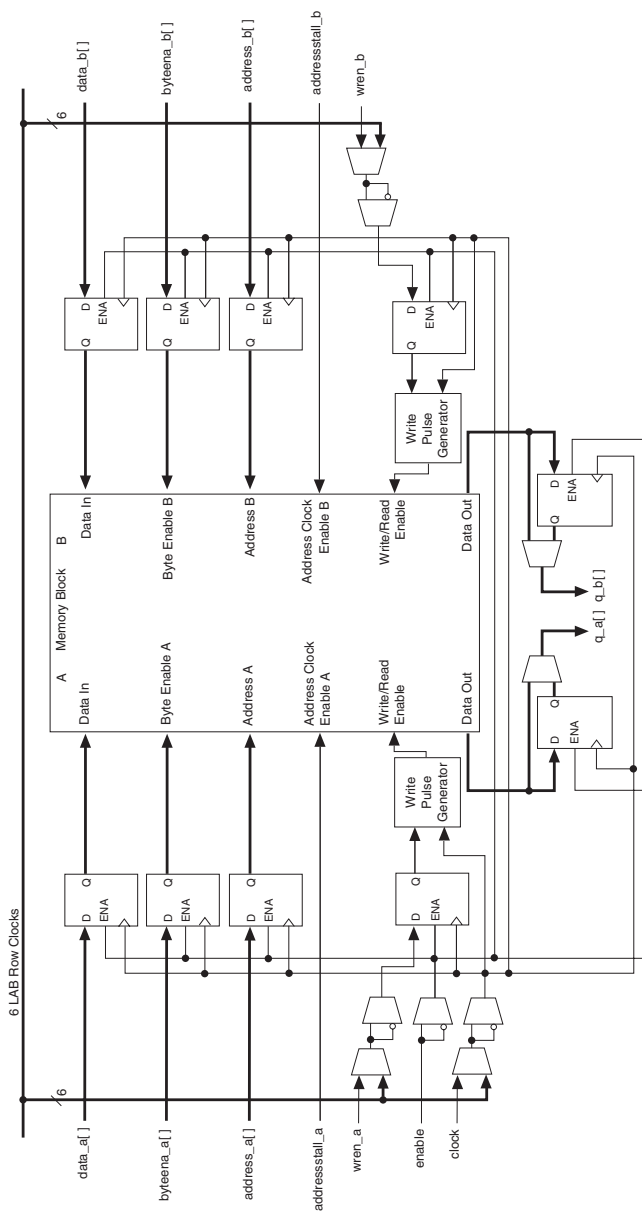 6 LAB Row Clocks
6
data_a[ ]
byteena_a[ ]
address_a[ ]
addressstall_a
wren_a
enable
clock
D
Q
ENA
D
Q
ENA
D
Q
ENA
D
Q
ENA
Write
Pulse
Generator
A
Memory Block
B
Data In
Data In
Byte Enable A
Byte Enable B
Address A
Address B
Address Clock
Enable A
Address Clock
Enable B
Write/Read
Enable
Write/Read
Enable
Data Out
Data Out
D
Q
ENA
q_a[ ]
q_b[ ]
Q
D
ENA
Write
Pulse
Generator
Q
D
ENA
Q
D
ENA
Q
D
ENA
Q
D
ENA
6
data_b[ ]
byteena_b[ ]
address_b[ ]
addressstall_b
wren_b